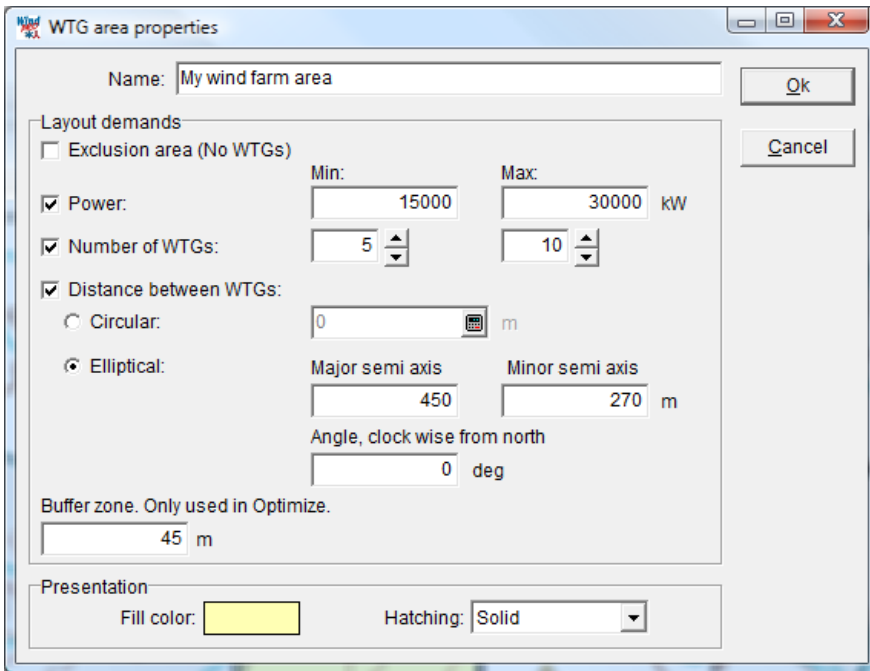 Wind
WTG area properties
Name: My wind farm area
Ok
Layout demands
Cancel
Exclusion area (No WTGs)
Min: Max:
Power: 15000 30000 kW
Number of WTGs: 5 10
Distance between WTGs:
Circular: 0 m
Elliptical: Major semi axis Minor semi axis
450 270 m
Angle, clock wise from north
0 deg
Buffer zone. Only used in Optimize.
45 m
Presentation
Fill color: Hatching: Solid